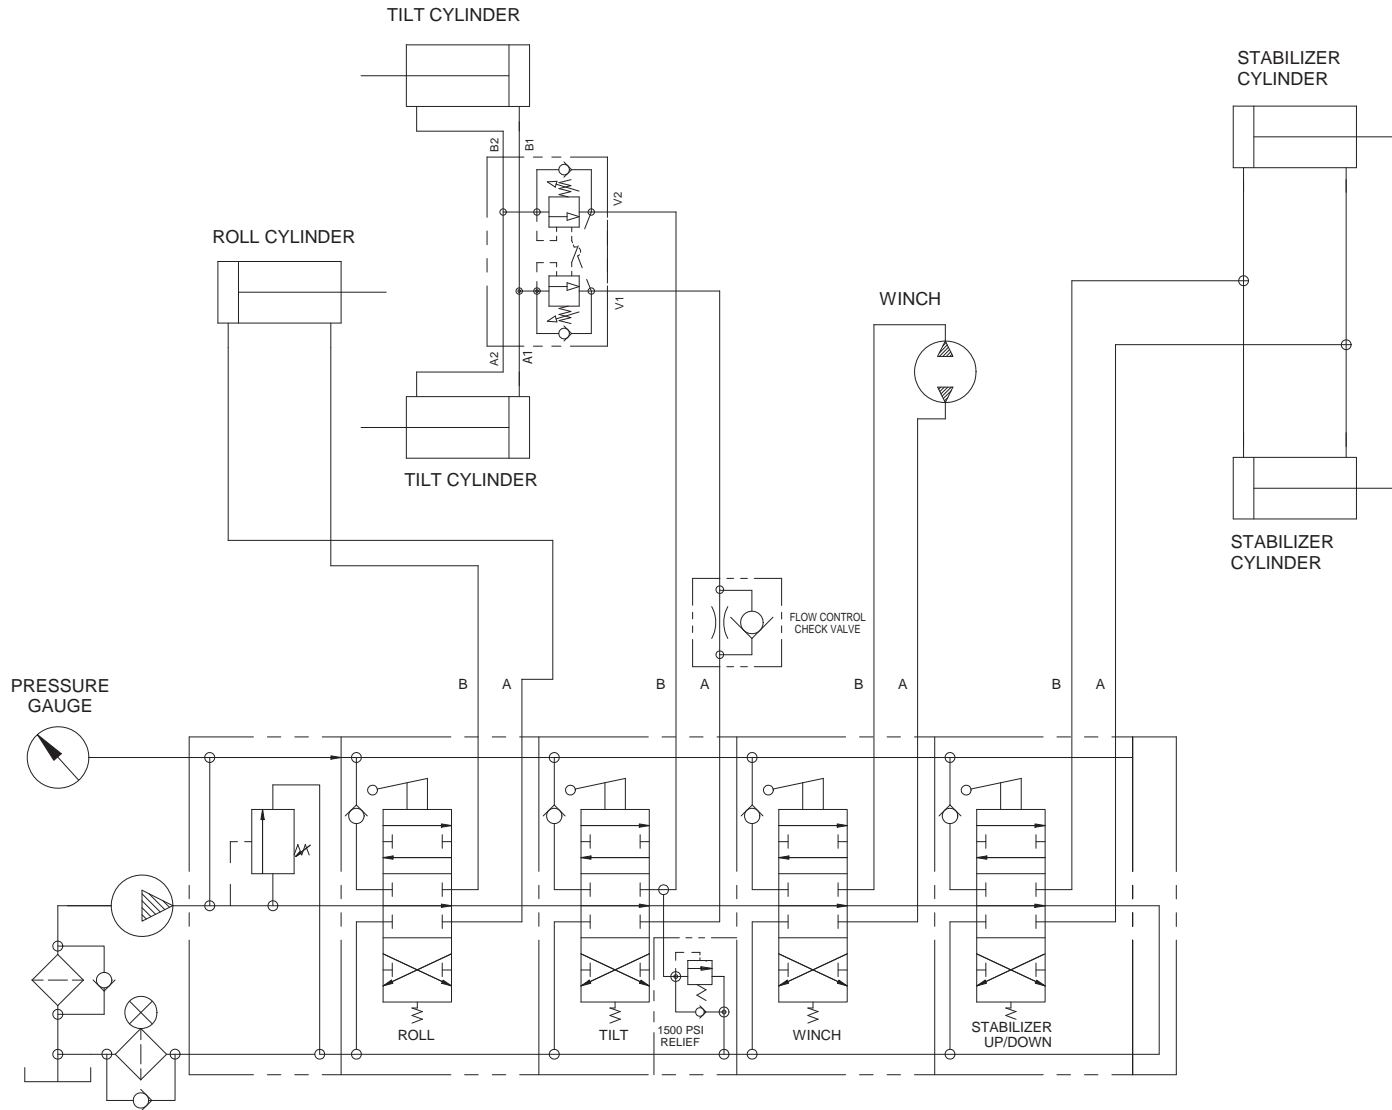 TILT CYLINDER
STABILIZER
CYLINDER
B2
B1
V2
ROLL CYLINDER
WINCH
V1
A2
A1
TILT CYLINDER
STABILIZER
CYLINDER
FLOW CONTROL
CHECK VALVE
PRESSURE
GAUGE
B
A
B
A
B
A
B
A
ROLL
TILT
1500 PSI
RELIEF
WINCH
STABILIZER
UP/DOWN